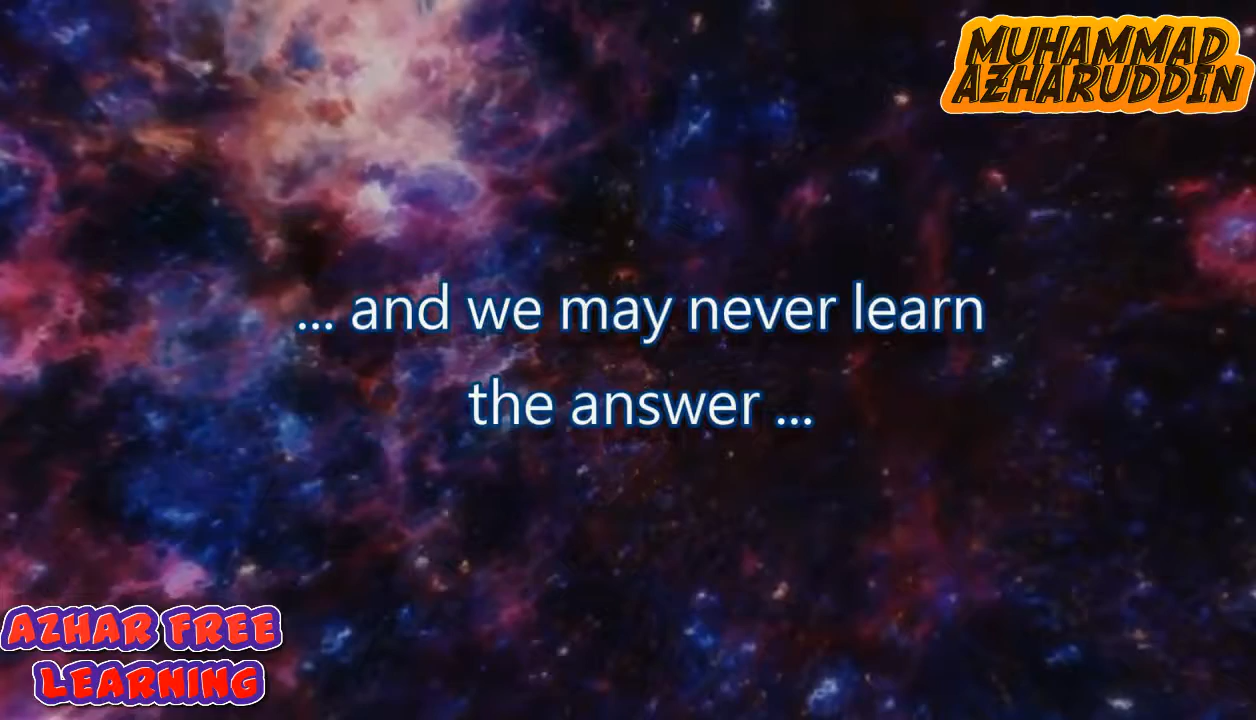 MUHAMMAD
AZHARUDDIN
... and we may never learn
the answer ...
AZHAR FREE
LEARNING